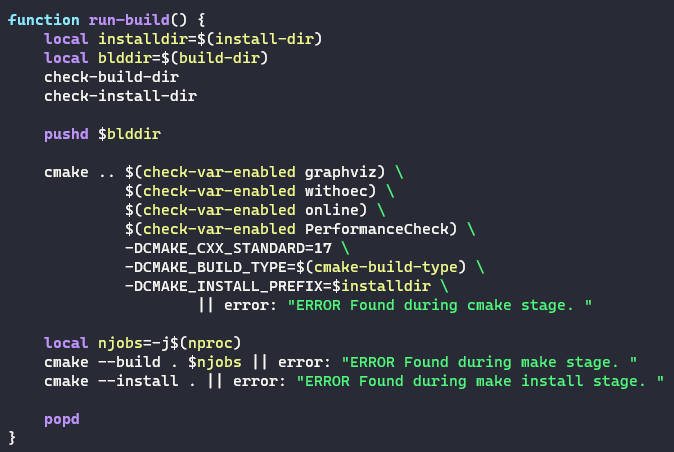 function run-build() {
    local installdir=$(install-dir)
    local blddir=$(build-dir)
    check-build-dir
    check-install-dir

    pushd $blddir

    cmake .. $(check-var-enabled graphviz) \
             $(check-var-enabled withoec) \
             $(check-var-enabled online) \
             $(check-var-enabled PerformanceCheck) \
             -DCMAKE_CXX_STANDARD=17 \
             -DCMAKE_BUILD_TYPE=$(cmake-build-type) \
             -DCMAKE_INSTALL_PREFIX=$installdir \
                     || error: "ERROR Found during cmake stage. "

    local njobs=-j$(nproc)
    cmake --build . $njobs || error: "ERROR Found during make stage. "
    cmake --install . || error: "ERROR Found during make install stage. "

    popd
}